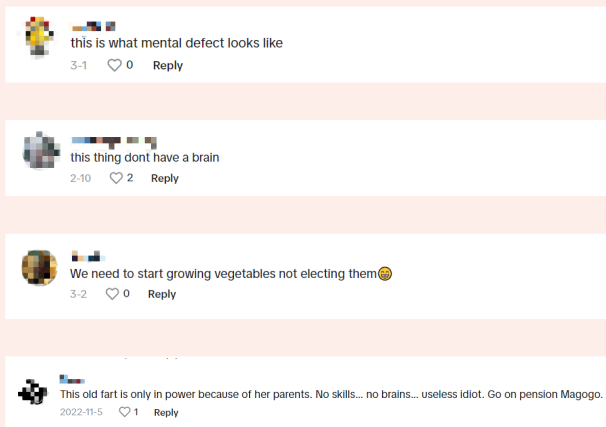 this is what mental defect looks like
3-1 0 Reply
this thing dont have a brain
2-10 2 Reply
We need to start growing vegetables not electing them😁
3-2 0 Reply
This old fart is only in power because of her parents. No skills... no brains... useless idiot. Go on pension Magogo.
2022-11-5 1 Reply